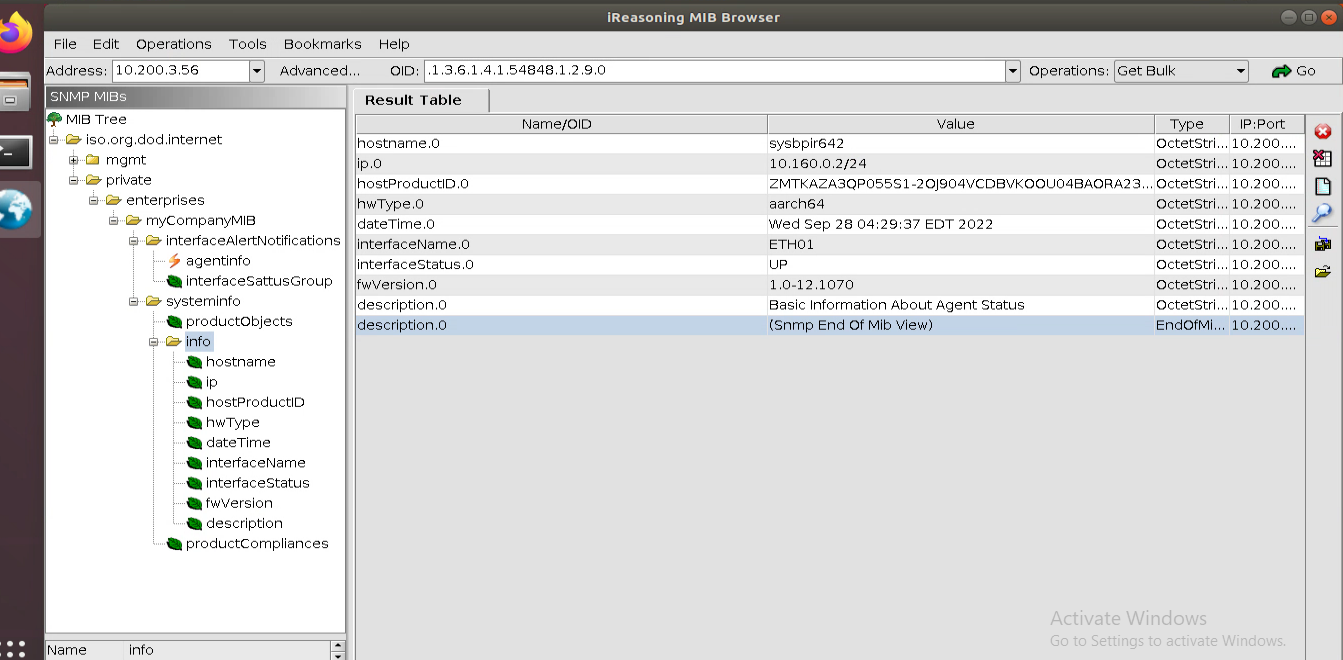 iReasoning MIB Browser
File Edit Operations Tools Bookmarks Help
Address: 10.200.3.56 Advanced... OID: .1.3.6.1.4.1.54848.1.2.9.0 Operations: Get Bulk Go
SNMP MIBs
MIB Tree
iso.org.dod.internet
mgmt
private
enterprises
myCompanyMIB
interfaceAlertNotifications
agentinfo
interfaceSattusGroup
systeminfo
productObjects
info
hostname
ip
hostProductID
hwType
dateTime
interfaceName
interfaceStatus
fwVersion
description
productCompliances
Name info
Result Table
Name/OID Value Type IP:Port
hostname.0 sysbpir642 OctetStri... 10.200....
ip.0 10.160.0.2/24 OctetStri... 10.200....
hostProductID.0 ZMTKAZA3QP055S1-2OJ904VCDBVKOOU04BAORA23... OctetStri... 10.200....
hwType.0 aarch64 OctetStri... 10.200....
dateTime.0 Wed Sep 28 04:29:37 EDT 2022 OctetStri... 10.200....
interfaceName.0 ETH01 OctetStri... 10.200....
interfaceStatus.0 UP OctetStri... 10.200....
fwVersion.0 1.0-12.1070 OctetStri... 10.200....
description.0 Basic Information About Agent Status OctetStri... 10.200....
description.0 (Snmp End Of Mib View) EndOfMi... 10.200....
Activate Windows
Go to Settings to activate Windows.